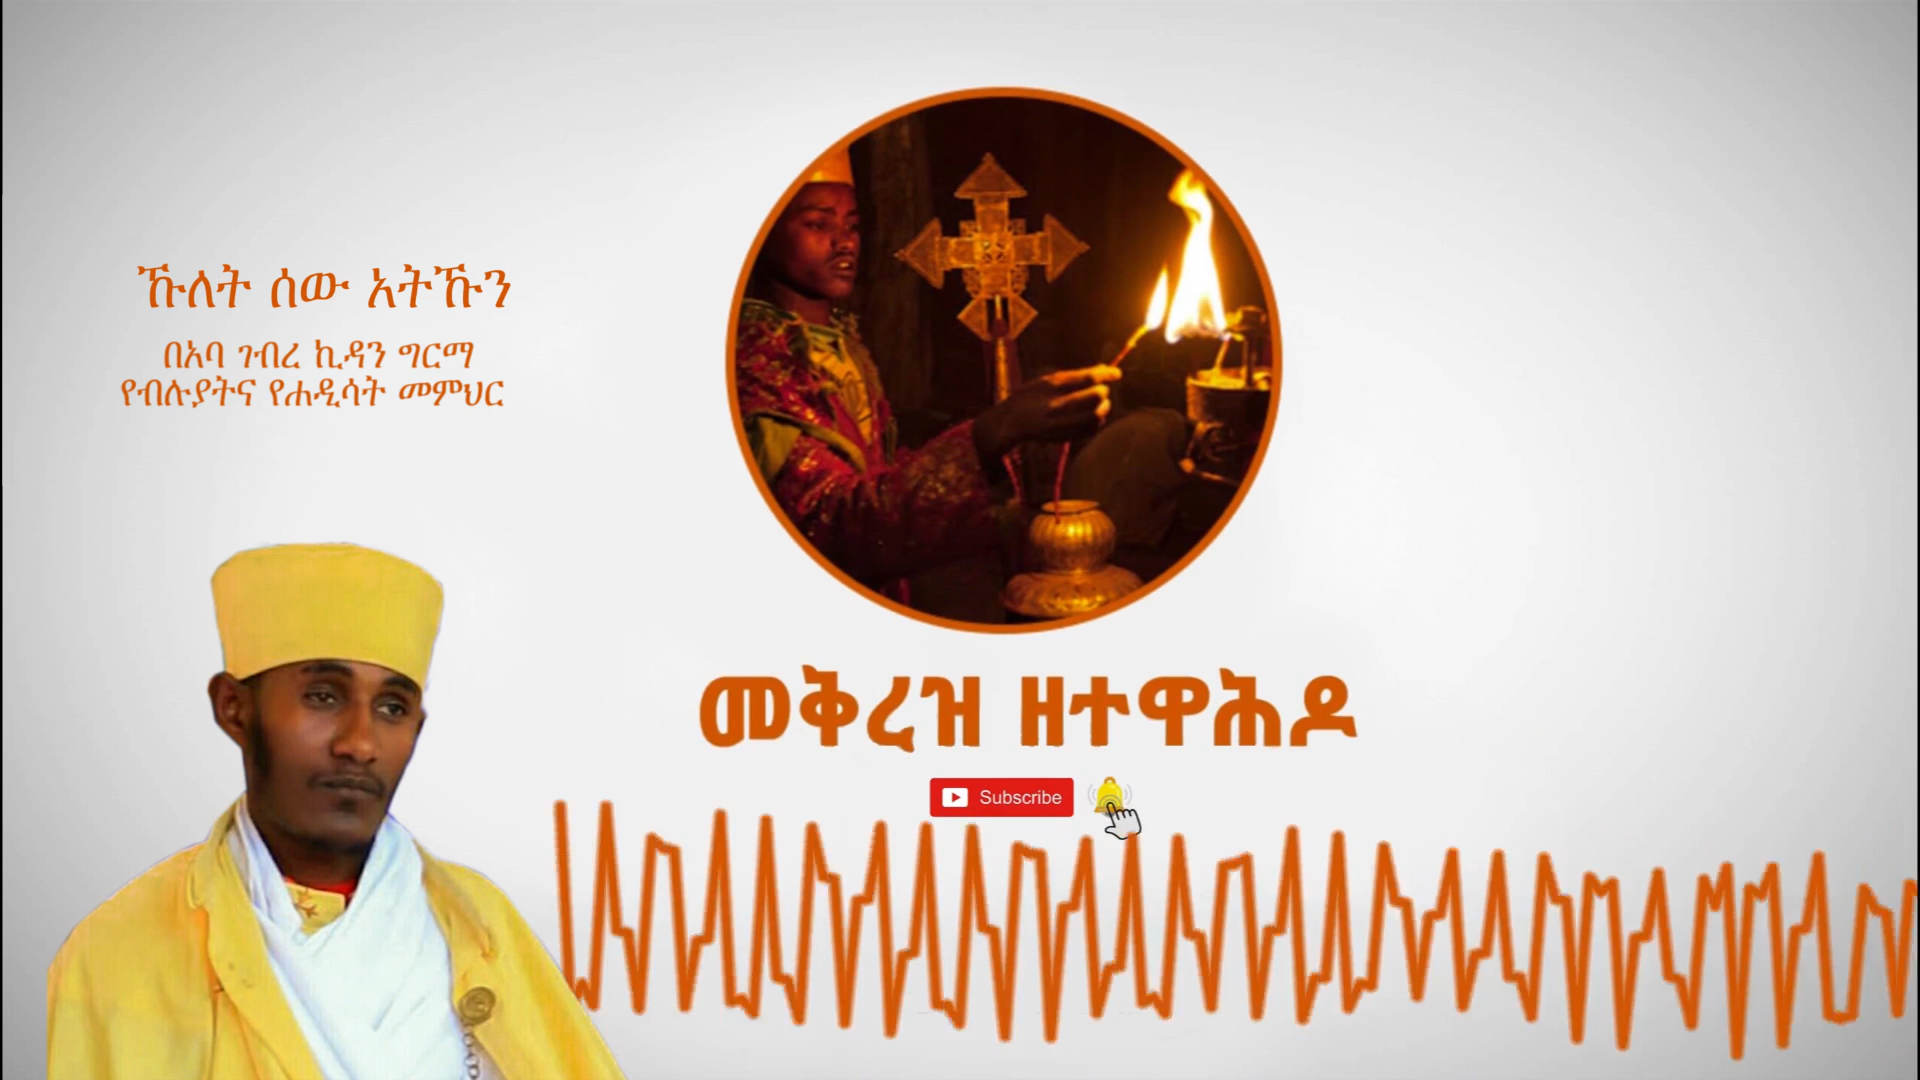 ኹለት ሰው አትኹን
በአባ ገብረ ኪዳን ግርማ
የብሉያትና የሐዲሳት መምህር
መቅረዝ ዘተዋሕዶ
Subscribe